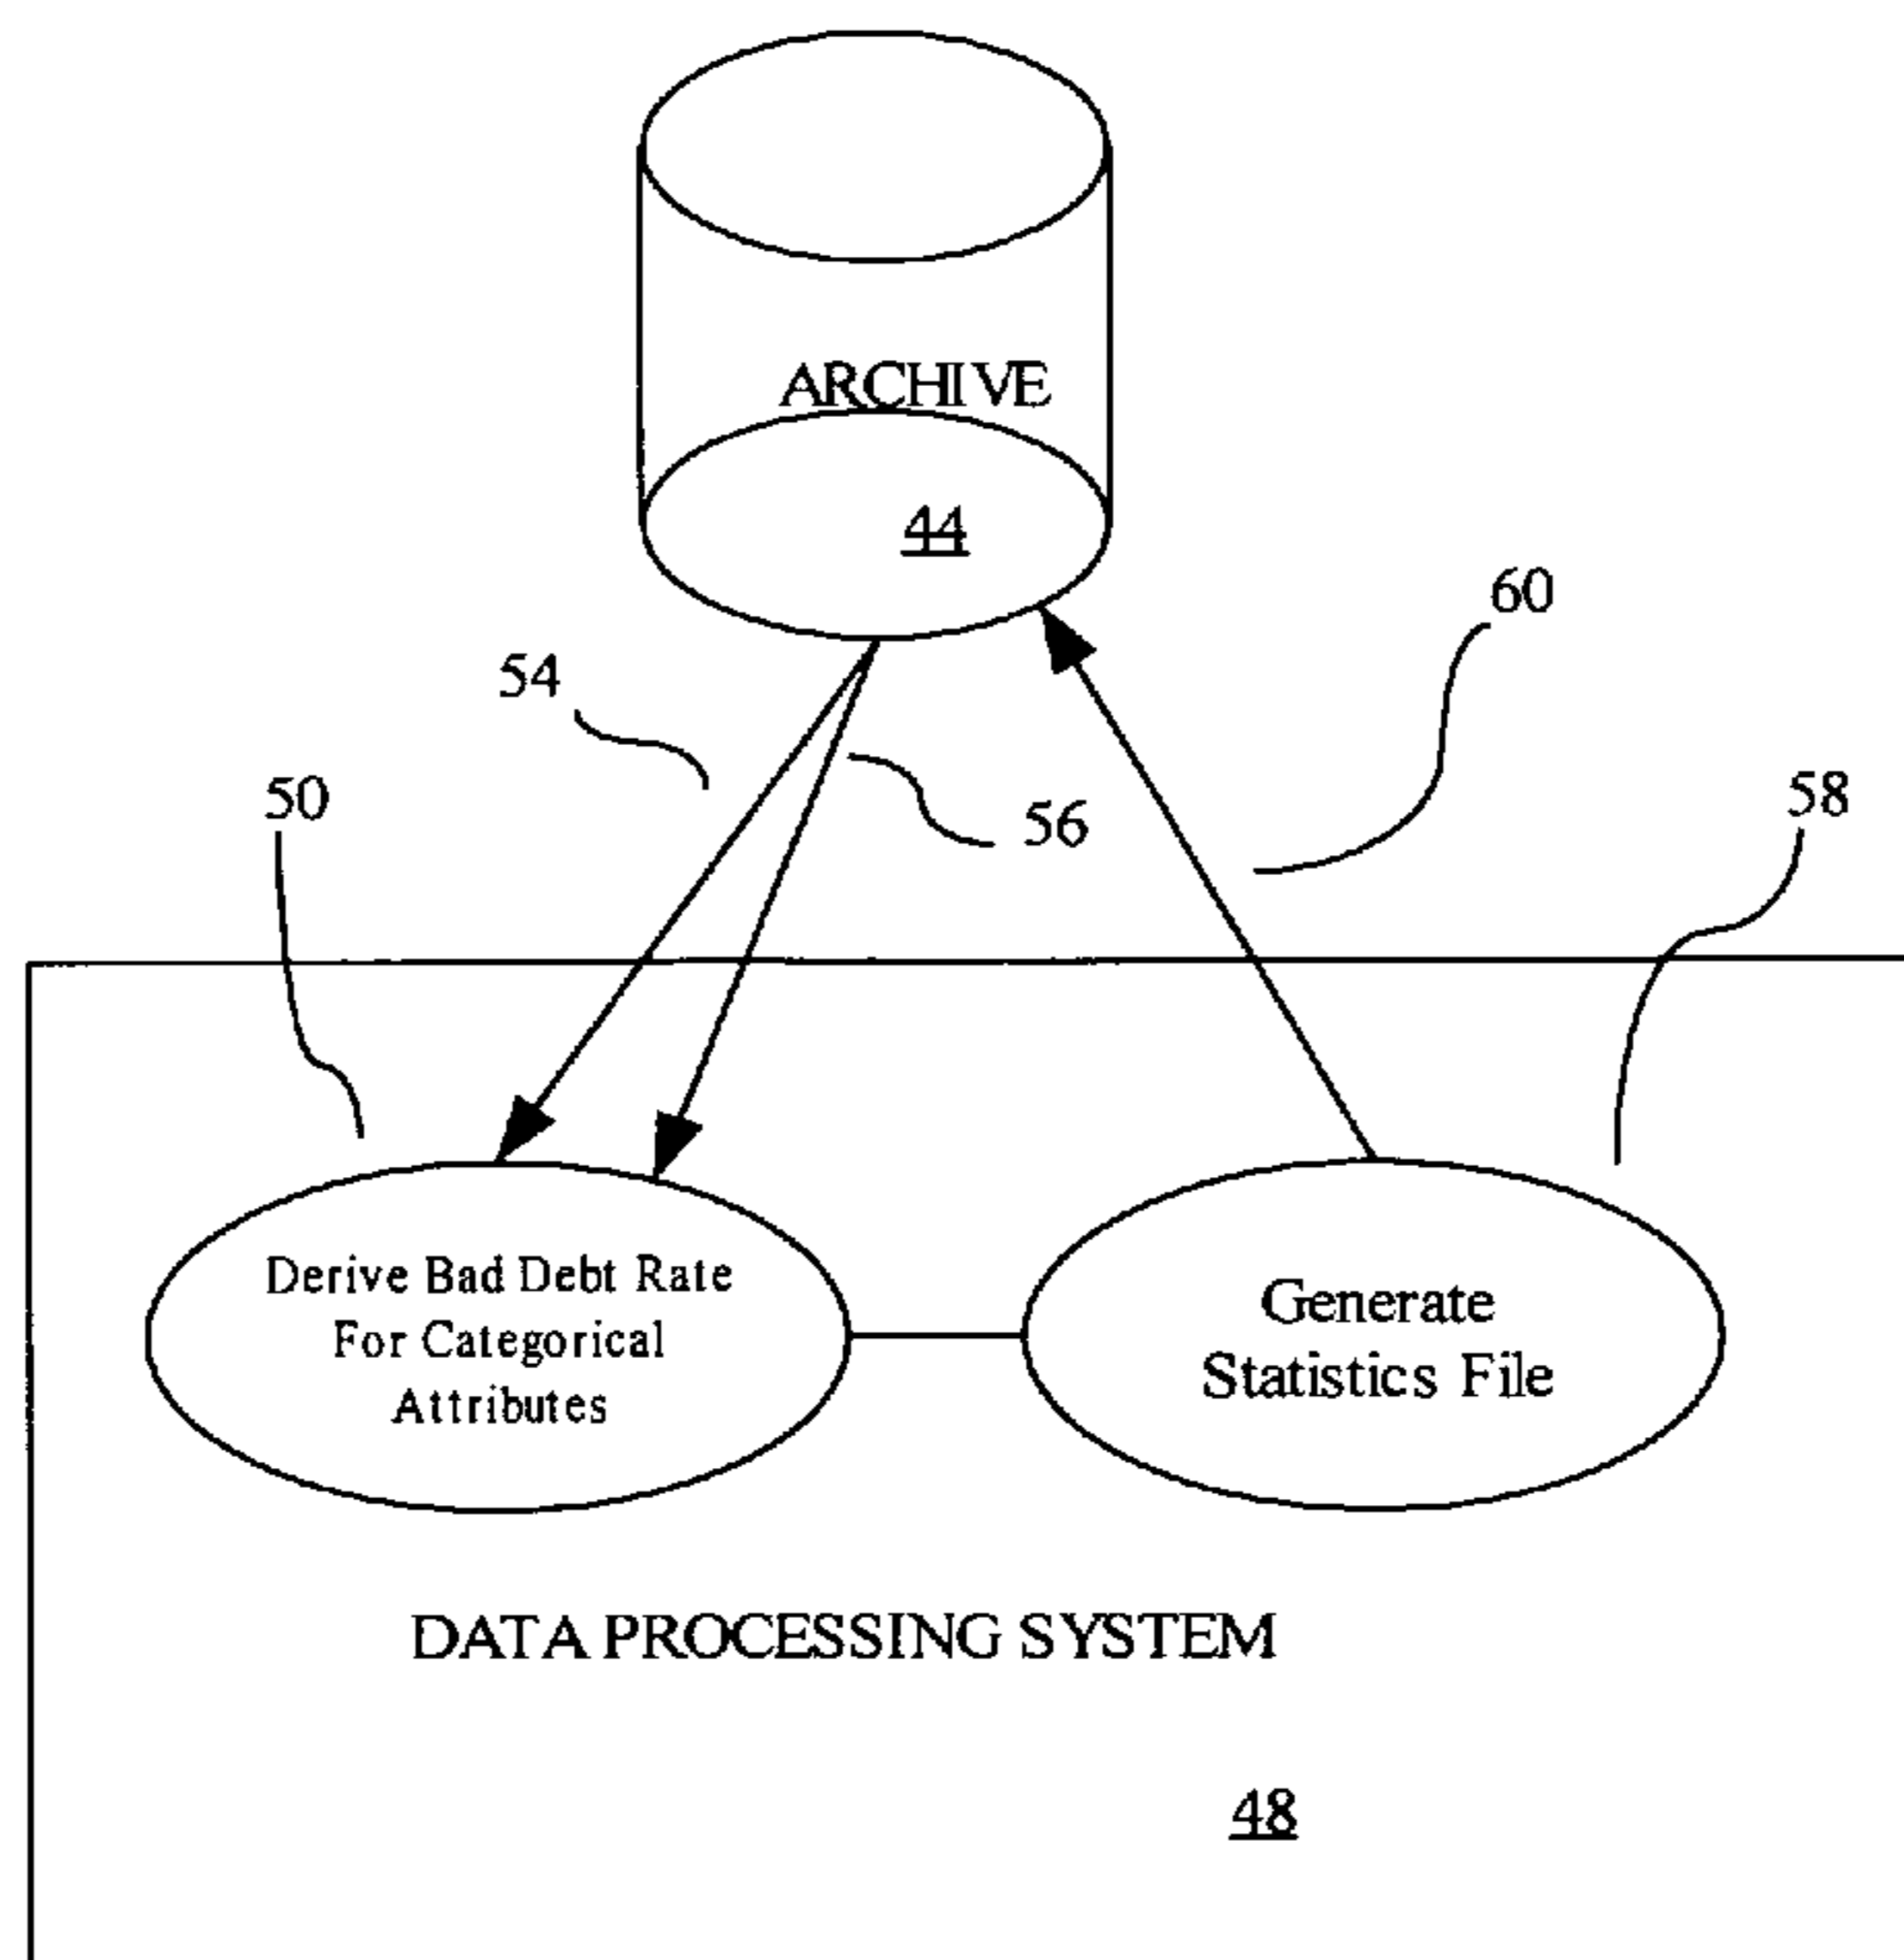 ARCHIVE
44
60
54
50
56
58
Derive Bad Debt Rate
For Categorical
Attributes
Generate
Statistics File
DATA PROCESSING SYSTEM
48